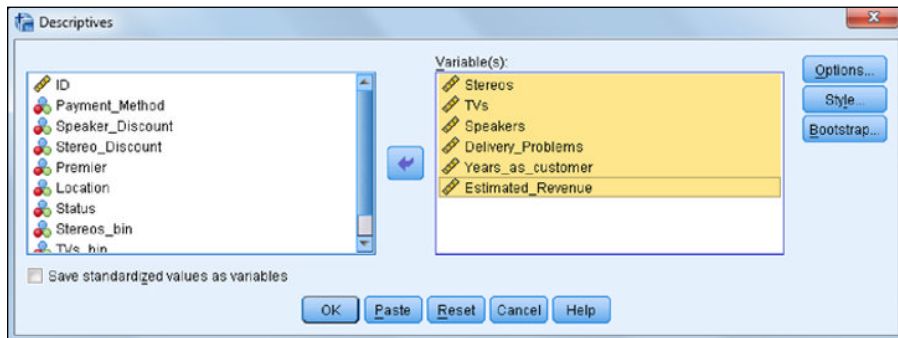 Descriptives
ID
Payment_Method
Speaker_Discount
Stereo_Discount
Premier
Location
Status
Stereos_bin
TVs_bin
Save standardized values as variables
Variable(s):
Stereos
TVs
Speakers
Delivery_Problems
Years_as_customer
Estimated_Revenue
Options...
Style...
Bootstrap...
OK
Paste
Reset
Cancel
Help